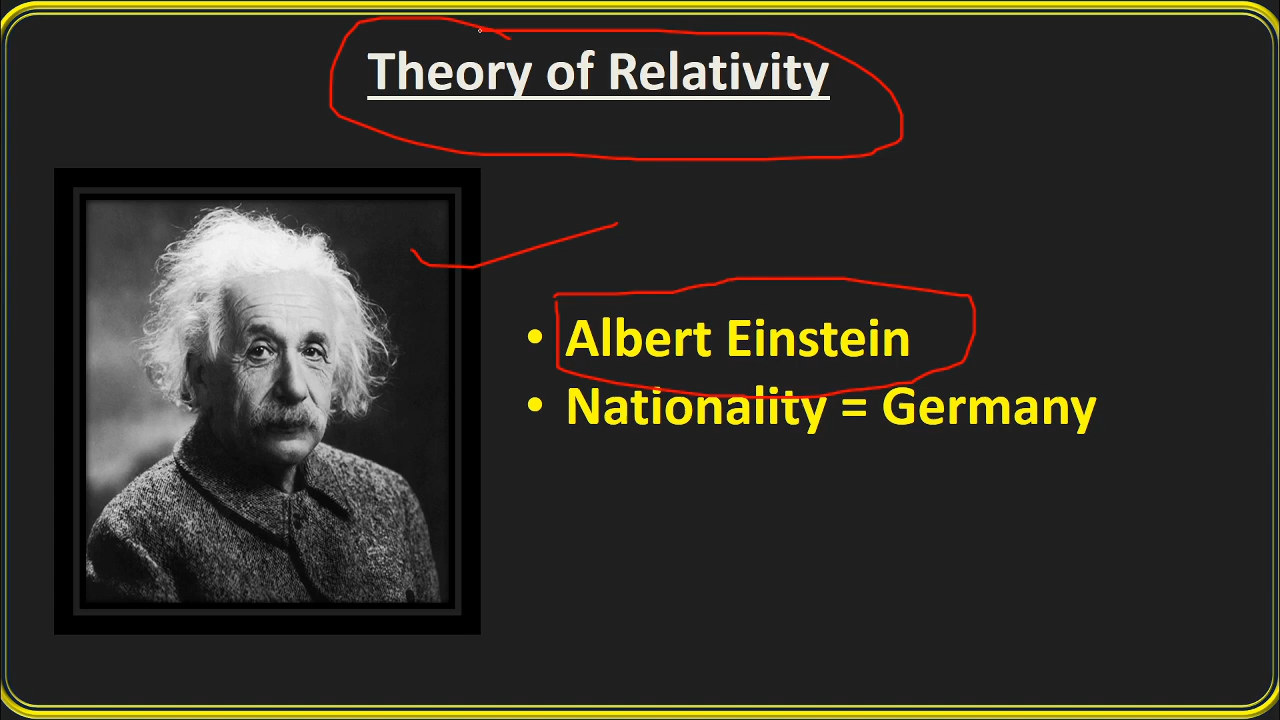 Theory of Relativity
• Albert Einstein
• Nationality = Germany